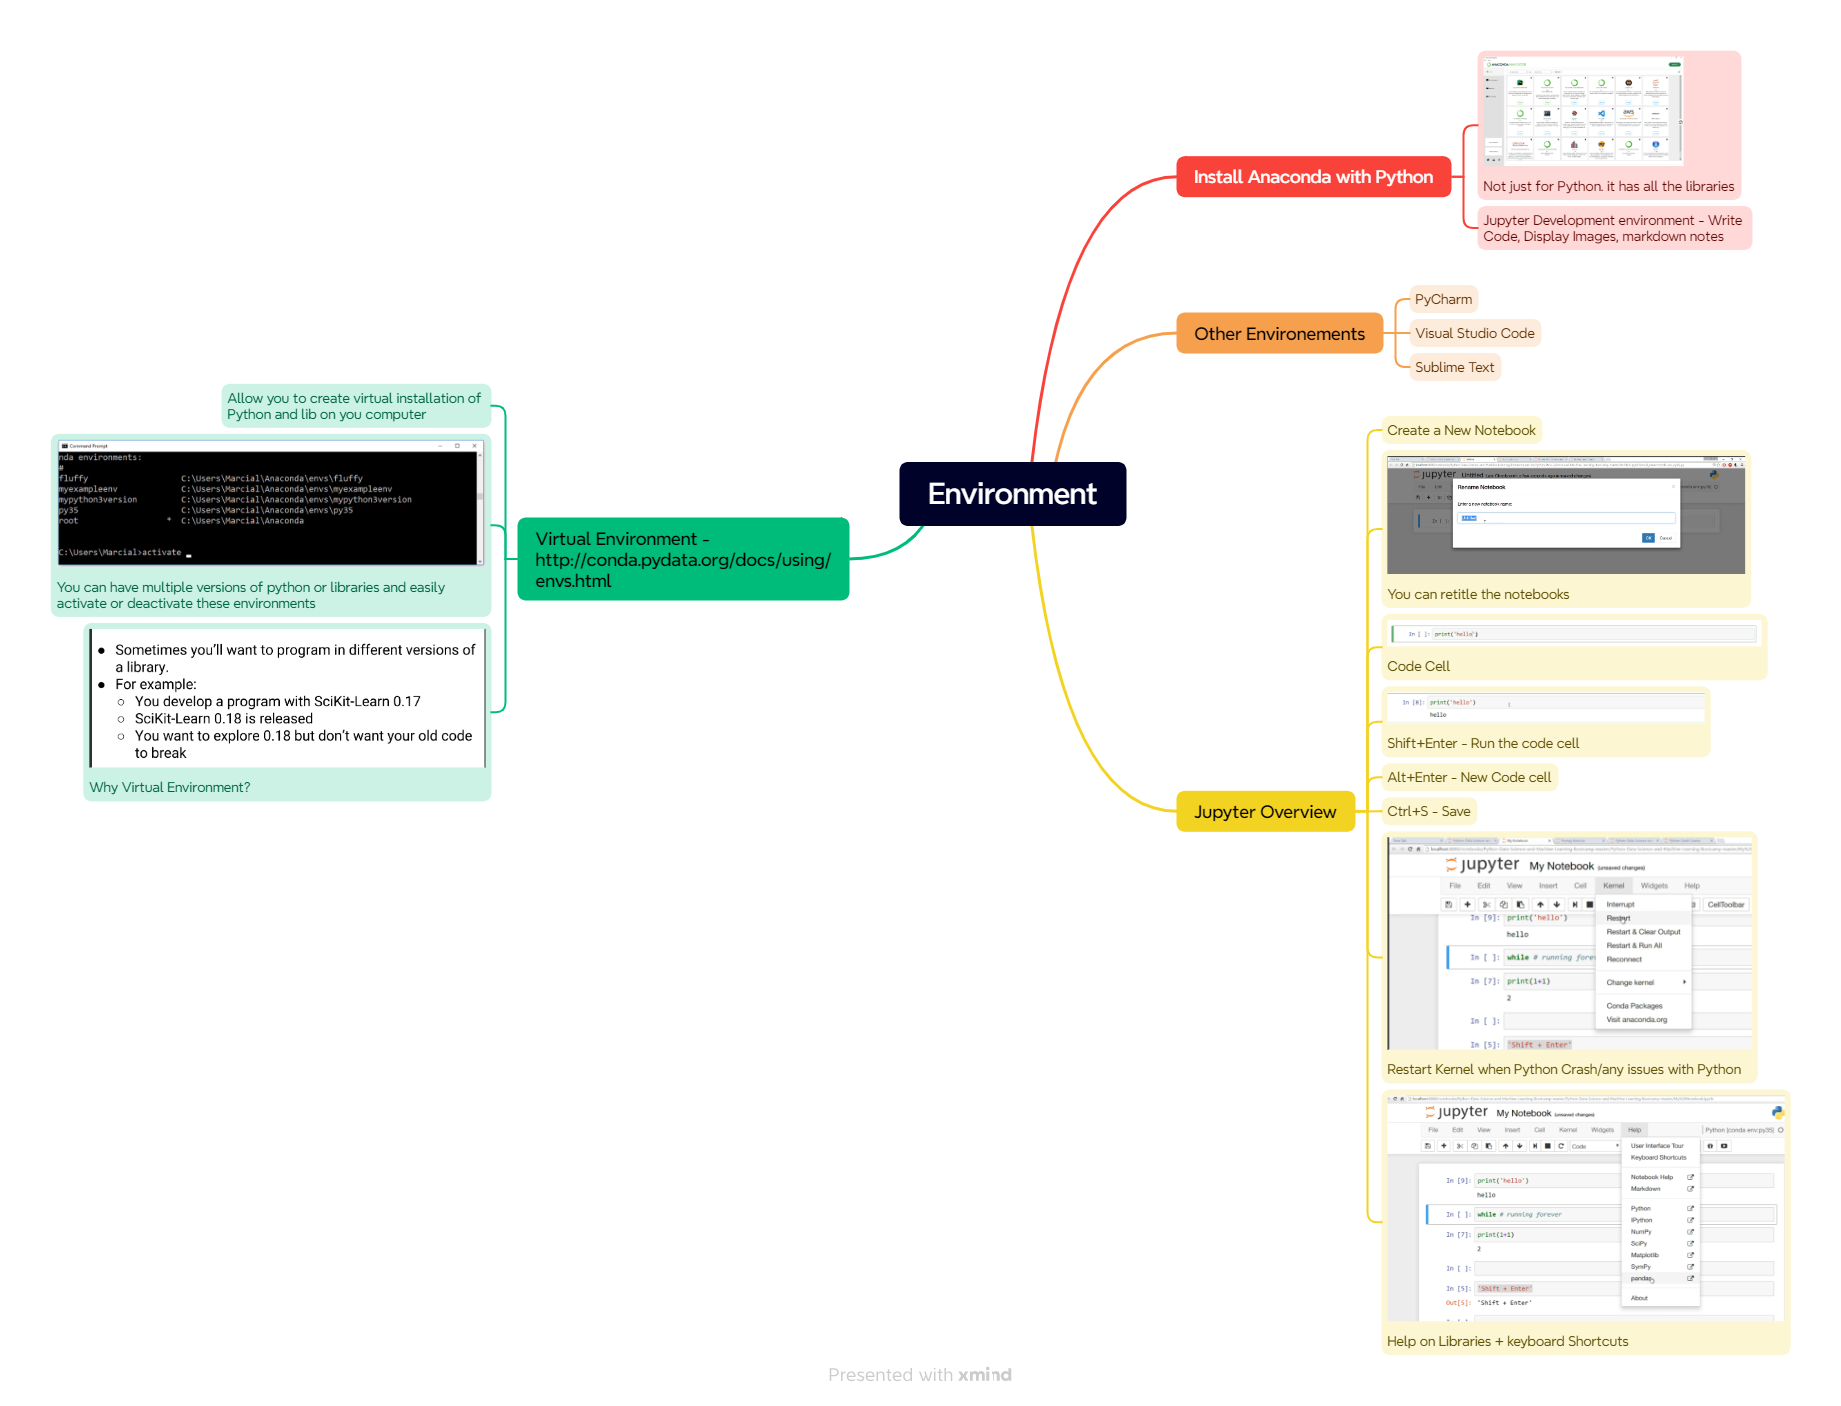 Environment
Install Anaconda with Python
ANACONDA NAVIGATOR
Not just for Python. it has all the libraries
Jupyter Development environment - Write
Code, Display Images, markdown notes
Other Environements
PyCharm
Visual Studio Code
Sublime Text
Jupyter Overview
Create a New Notebook
jupyter Untitled
Rename Notebook
Enter a new notebook name:
OK Cancel
You can retitle the notebooks
In [ ]: print('hello')
Code Cell
In [8]: print('hello')
hello
Shift+Enter - Run the code cell
Alt+Enter - New Code cell
Ctrl+S - Save
jupyter My Notebook (unsaved changes)
File Edit View Insert Cell Kernel Widgets Help
CellToolbar
Interrupt
Restart
Restart & Clear Output
Restart & Run All
Reconnect
Change kernel
Conda Packages
Visit anaconda.org
In [9]: print('hello')
hello
In [ ]: while # running forev
In [7]: print(1+1)
2
In [ ]:
In [5]: 'Shift + Enter'
Restart Kernel when Python Crash/any issues with Python
jupyter My Notebook (unsaved changes)
File Edit View Insert Cell Kernel Widgets Help Python [conda env:py35]
Code
User Interface Tour
Keyboard Shortcuts
Notebook Help
Markdown
Python
IPython
NumPy
SciPy
Matplotlib
SymPy
pandas
About
In [9]: print('hello')
hello
In [ ]: while # running forever
In [7]: print(1+1)
2
In [ ]:
In [5]: 'Shift + Enter'
Out[5]: 'Shift + Enter'
Help on Libraries + keyboard Shortcuts
Virtual Environment -
http://conda.pydata.org/docs/using/
envs.html
Allow you to create virtual installation of
Python and lib on you computer
Command Prompt
nda environments:
#
fluffy C:\Users\Marcial\Anaconda\envs\fluffy
myexampleenv C:\Users\Marcial\Anaconda\envs\myexampleenv
mypython3version C:\Users\Marcial\Anaconda\envs\mypython3version
py35 C:\Users\Marcial\Anaconda\envs\py35
root * C:\Users\Marcial\Anaconda
C:\Users\Marcial>activate _
You can have multiple versions of python or libraries and easily
activate or deactivate these environments
● Sometimes you'll want to program in different versions of
a library.
● For example:
○ You develop a program with SciKit-Learn 0.17
○ SciKit-Learn 0.18 is released
○ You want to explore 0.18 but don't want your old code
to break
Why Virtual Environment?
Presented with xmind